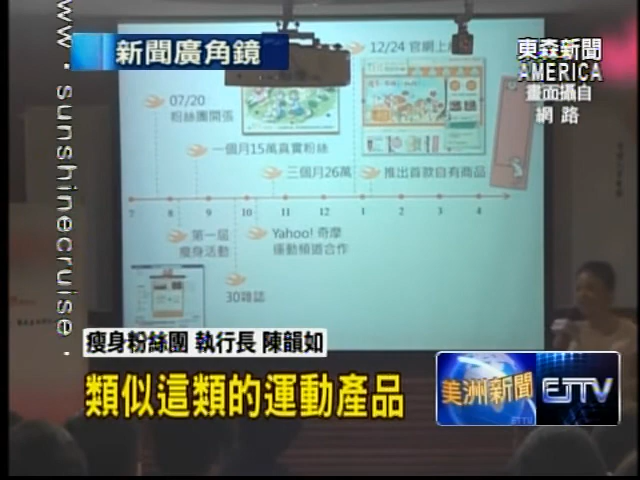 新聞廣角鏡
東森新聞
AMERICA
畫面攝自
網路
www.sunshinecruise.
12/24 官網上
07/20
粉絲團開張
一個月15萬真實粉絲
三個月26萬
推出首款自有商品
7 8 9 10 11 12 1 2 3 4
第一屆
瘦身活動
Yahoo! 奇摩
運動頻道合作
30雜誌
瘦身粉絲團 執行長 陳韻如
類似這類的運動產品
美洲新聞
EJTV
ETTV